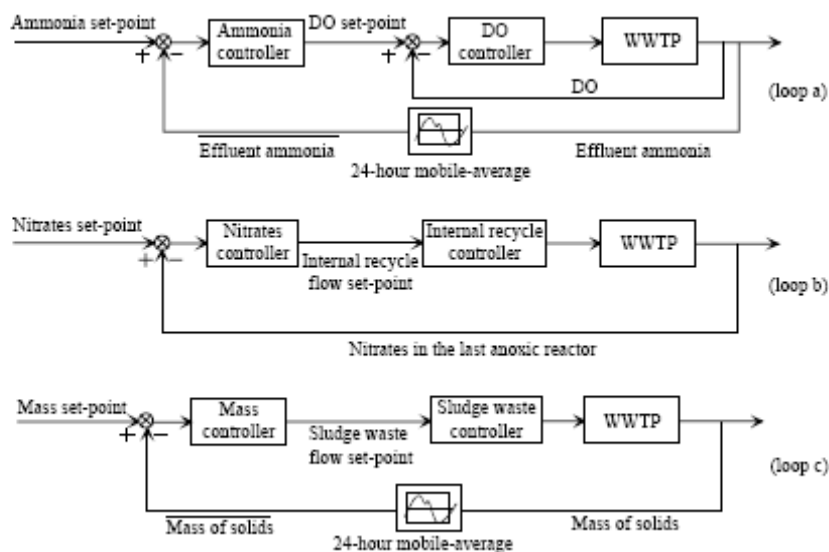 Ammonia set-point
Ammonia
controller
DO set-point
DO
controller
WWTP
DO
(loop a)
Effluent ammonia
Effluent ammonia
24-hour mobile-average
Nitrates set-point
Nitrates
controller
Internal recycle
flow set-point
Internal recycle
controller
WWTP
(loop b)
Nitrates in the last anoxic reactor
Mass set-point
Mass
controller
Sludge waste
flow set-point
Sludge waste
controller
WWTP
(loop c)
Mass of solids
Mass of solids
24-hour mobile-average